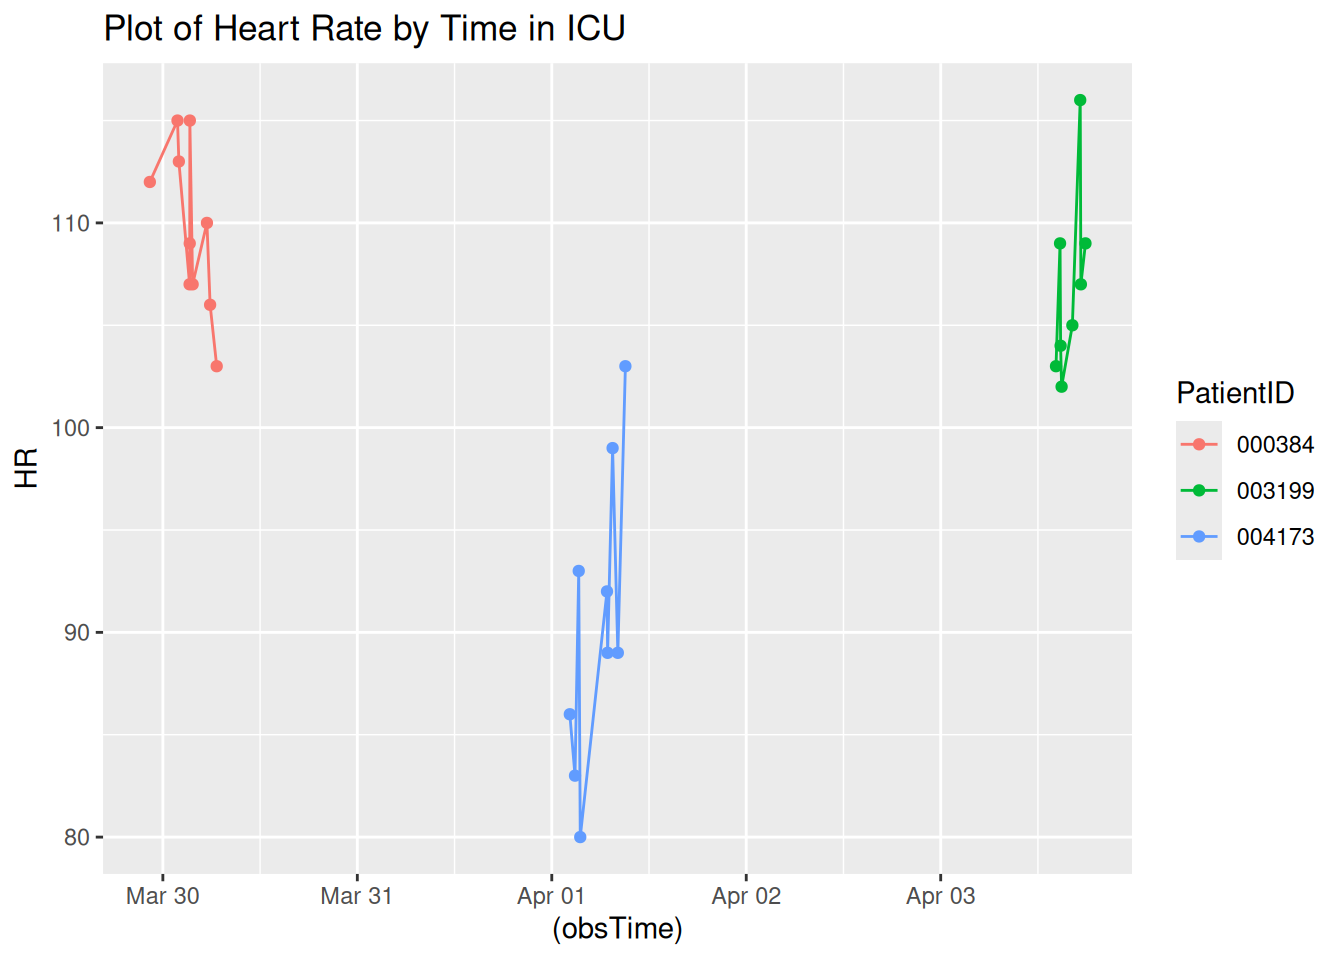 Plot of Heart Rate by Time in ICU
HR
110
100
90
80
Mar 30
Mar 31
Apr 01
Apr 02
Apr 03
(obsTime)
PatientID
000384
003199
004173